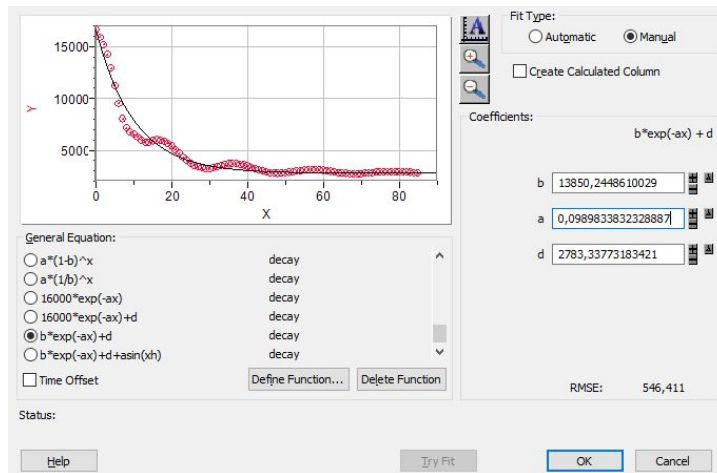 15000
10000
5000
Y
0
20
40
60
80
X
Fit Type:
Automatic
Manual
Create Calculated Column
Coefficients:
b*exp(-ax) + d
b 13850,2448610029
a 0,0989833832328887
d 2783,33773183421
RMSE: 546,411
General Equation:
a*(1-b)^x decay
a*(1/b)^x decay
16000*exp(-ax) decay
16000*exp(-ax)+d decay
b*exp(-ax)+d decay
b*exp(-ax)+d+asin(xh) decay
Time Offset
Define Function...
Delete Function
Status:
Help
Try Fit
OK
Cancel